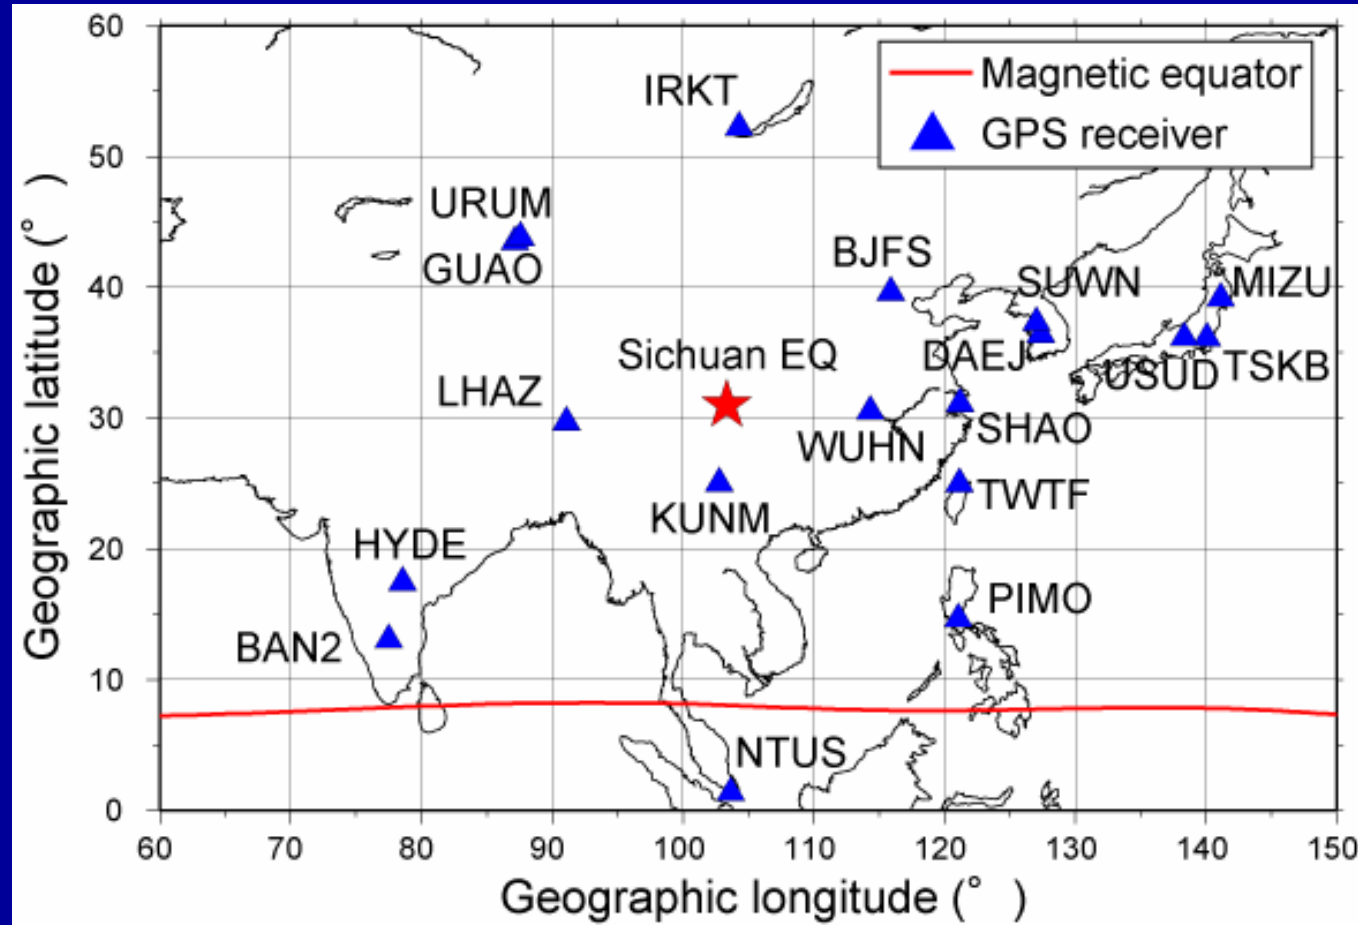 60
50
40
30
20
10
0
Geographic latitude (° )
Magnetic equator
GPS receiver
IRKT
URUM
GUAO
BJFS
SUWN
MIZU
Sichuan EQ
DAEJ
USUD
TSKB
LHAZ
WUHN
SHAO
KUNM
TWTF
HYDE
PIMO
BAN2
NTUS
60 70 80 90 100 110 120 130 140 150
Geographic longitude (° )